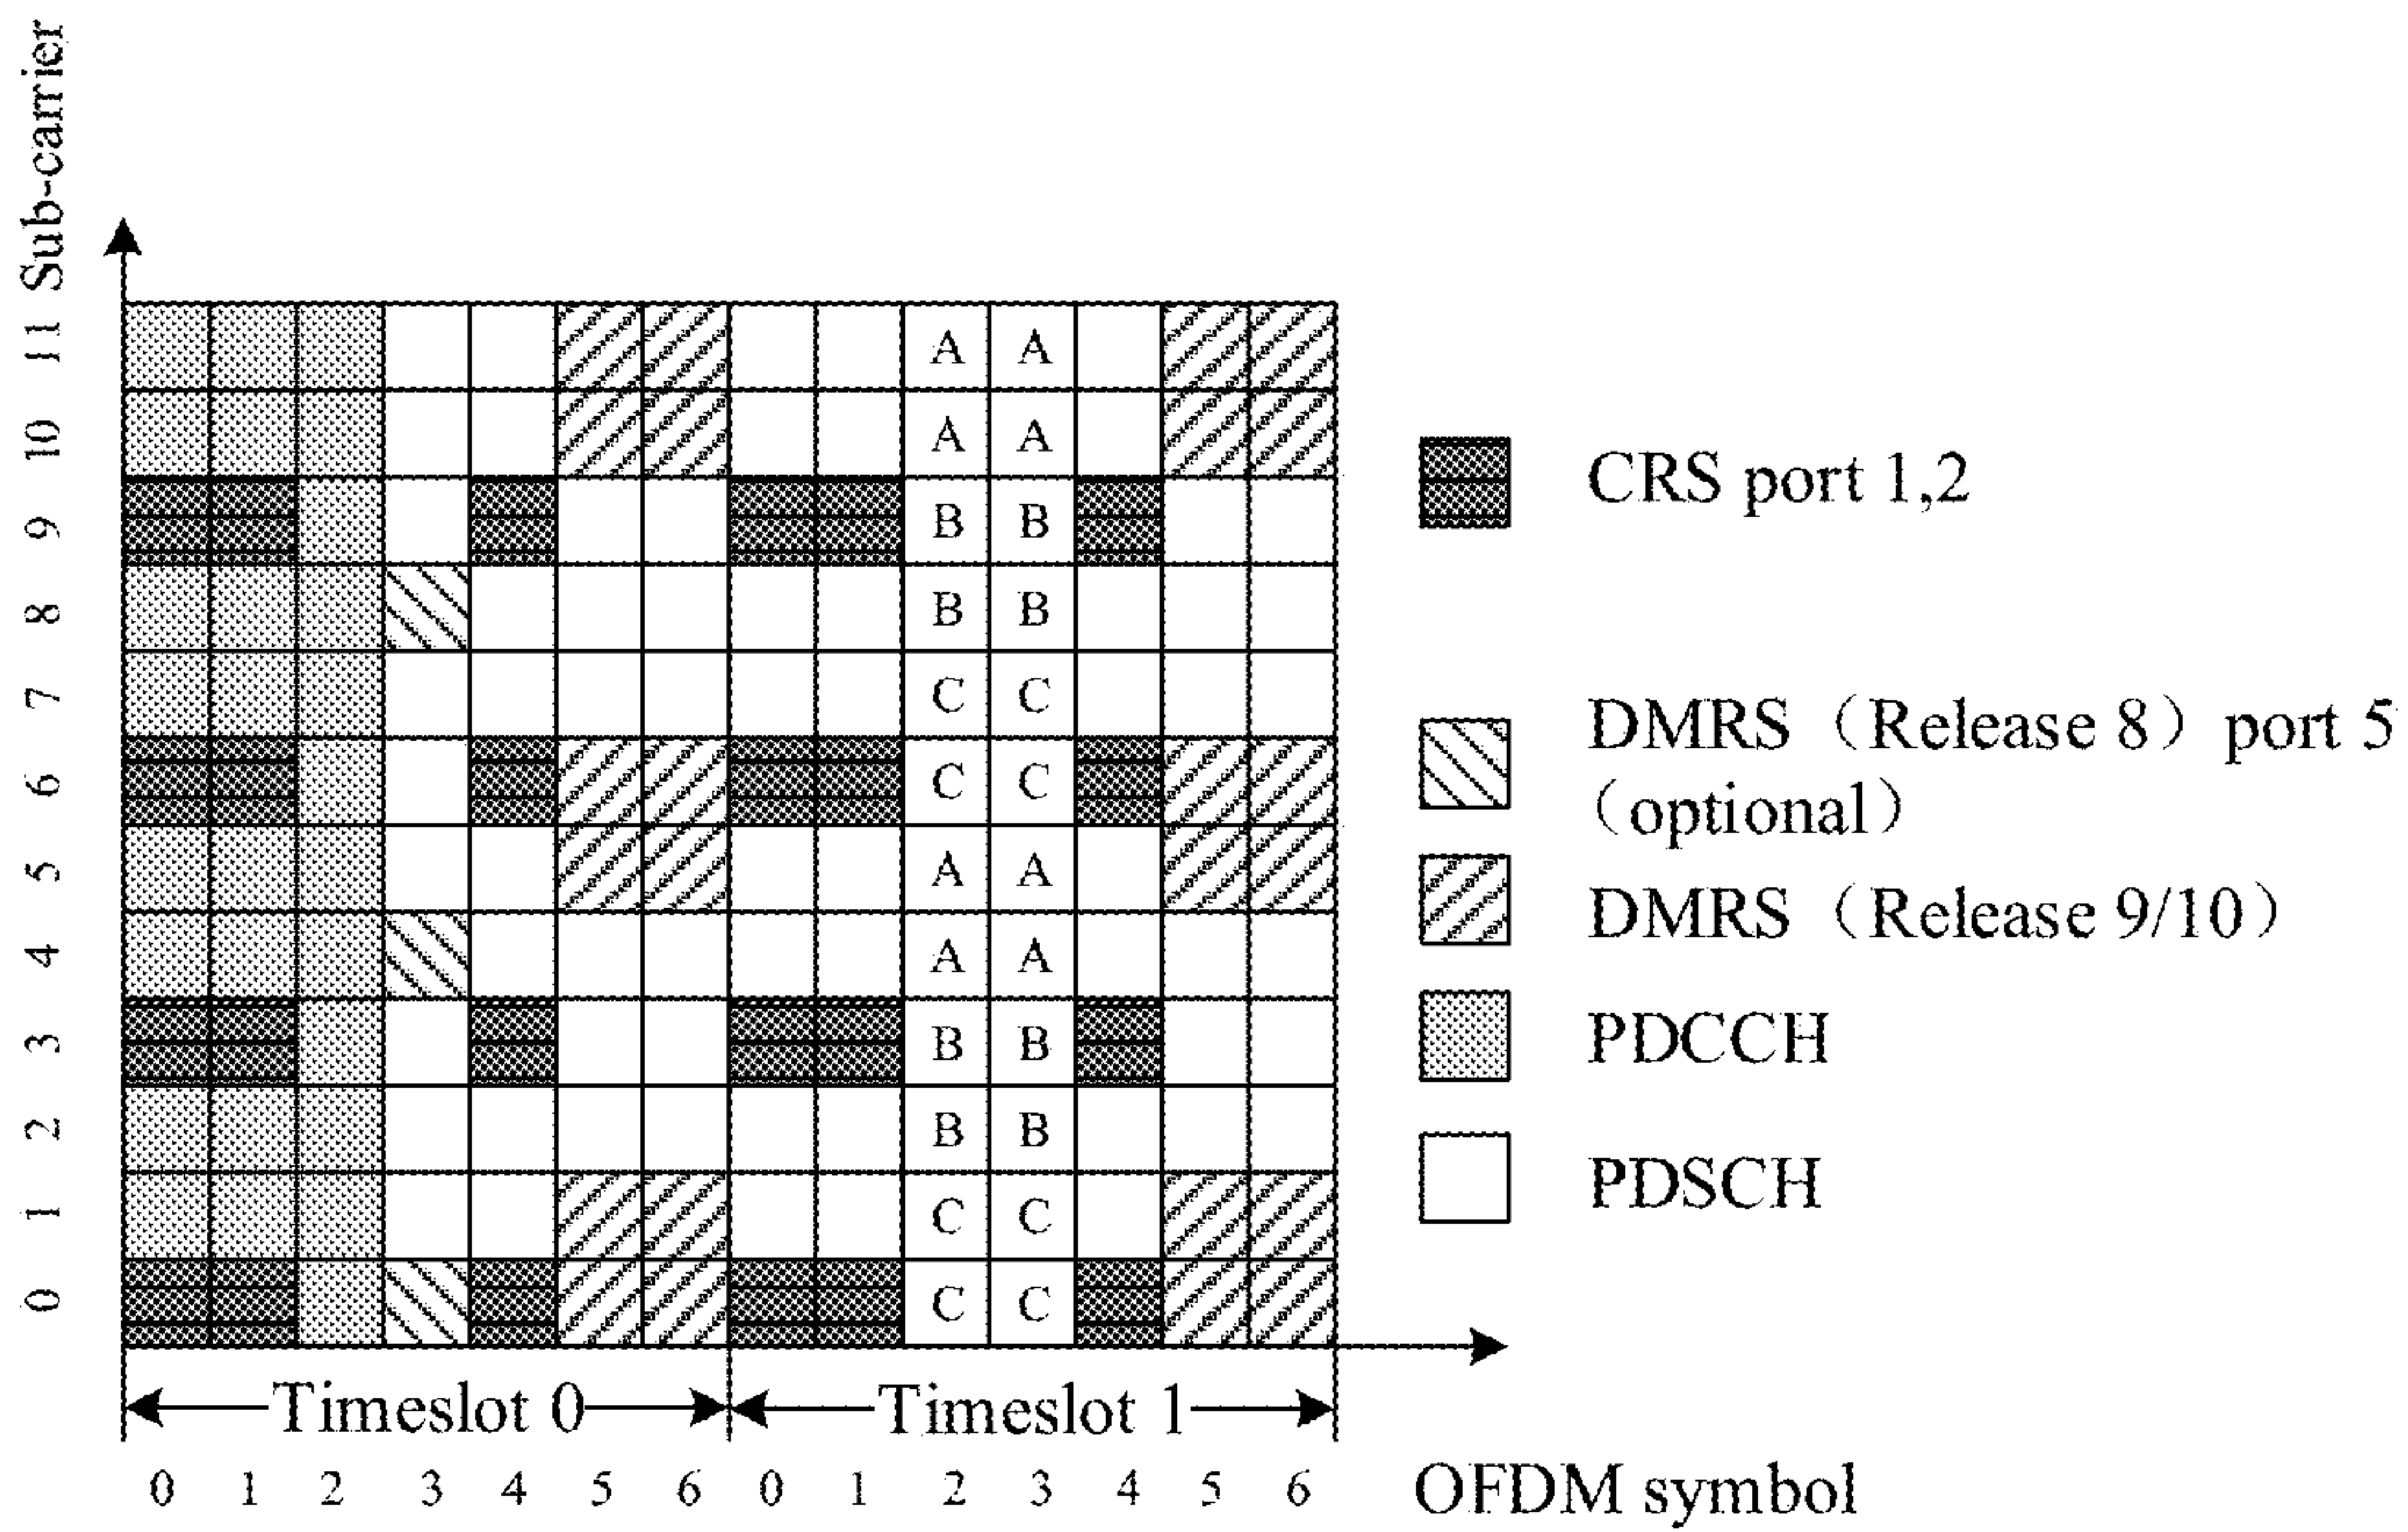 Sub-carrier
11 A A
10 A A
9 B B
8 B B
7 C C
6 C C
5 A A
4 A A
3 B B
2 B B
1 C C
0 C C
Timeslot 0 Timeslot 1
0 1 2 3 4 5 6 0 1 2 3 4 5 6 OFDM symbol
CRS port 1,2
DMRS （Release 8）port 5
（optional）
DMRS （Release 9/10）
PDCCH
PDSCH